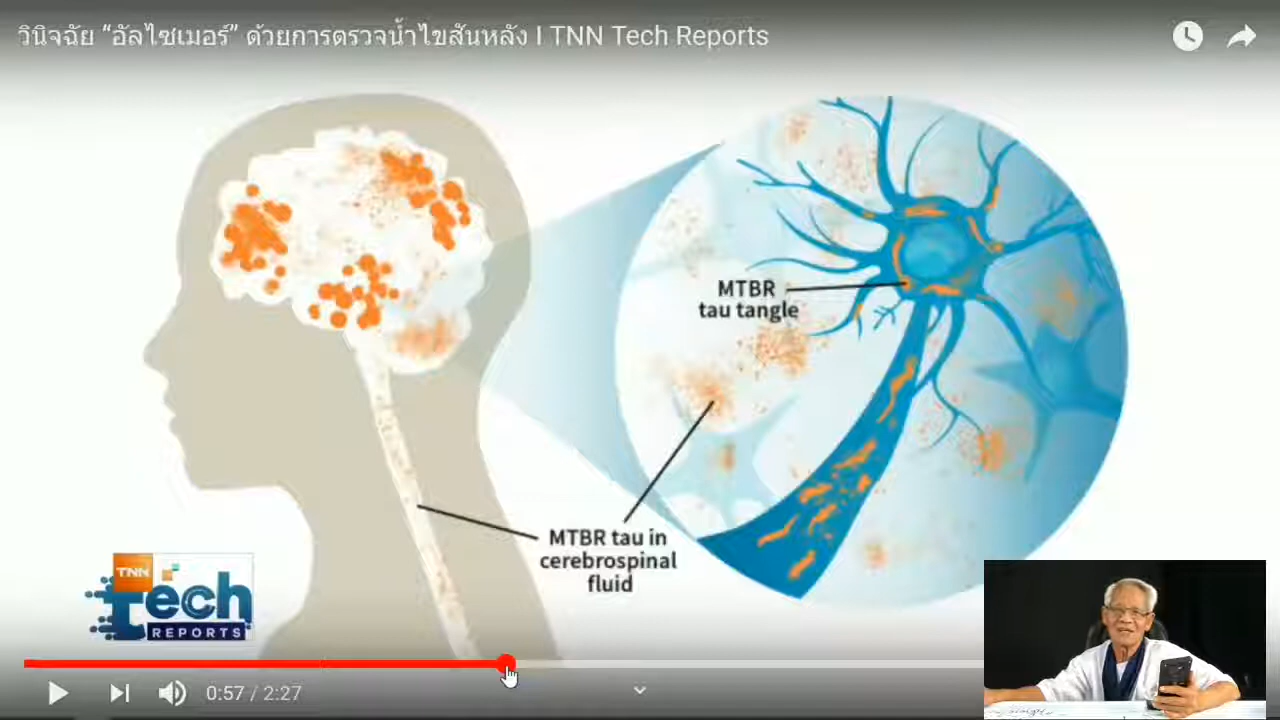 วินิจฉัย “อัลไซเมอร์” ด้วยการตรวจน้ำไขสันหลัง I TNN Tech Reports
MTBR
tau tangle
MTBR tau in
cerebrospinal
fluid
TNN
Tech
REPORTS
0:57 / 2:27